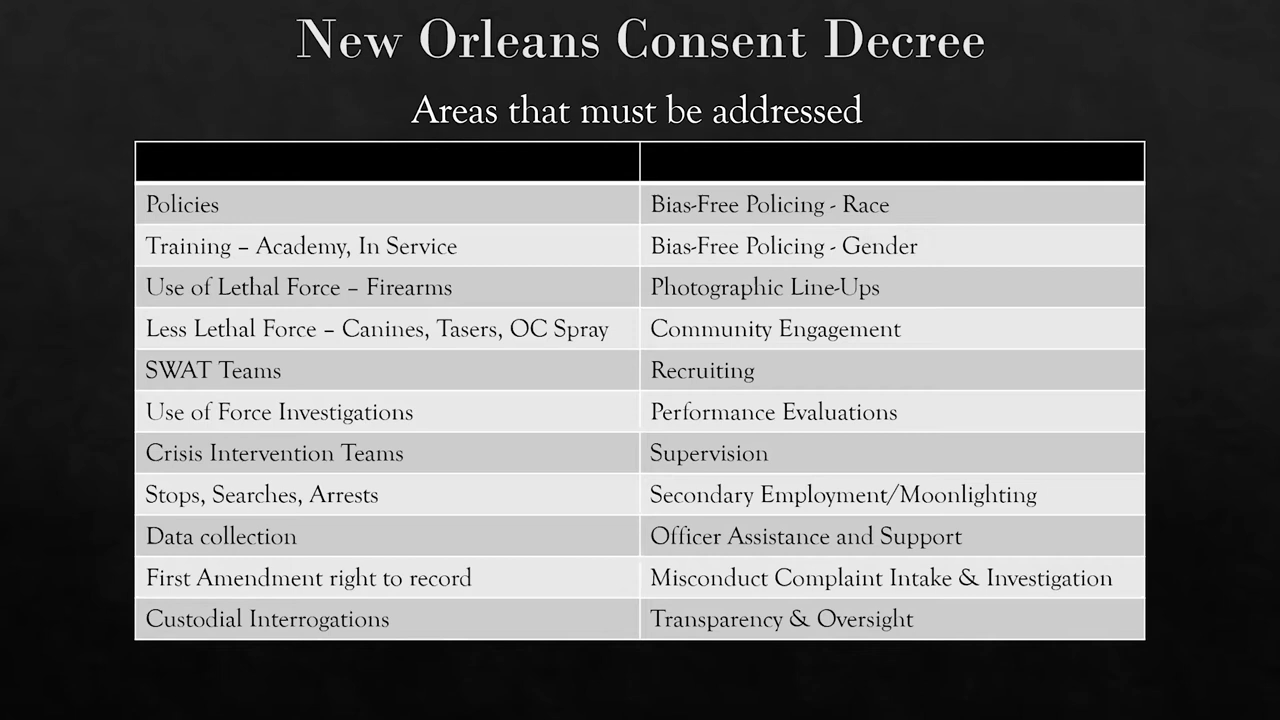 New Orleans Consent Decree
Areas that must be addressed
Policies
Bias-Free Policing - Race
Training – Academy, In Service
Bias-Free Policing - Gender
Use of Lethal Force – Firearms
Photographic Line-Ups
Less Lethal Force – Canines, Tasers, OC Spray
Community Engagement
SWAT Teams
Recruiting
Use of Force Investigations
Performance Evaluations
Crisis Intervention Teams
Supervision
Stops, Searches, Arrests
Secondary Employment/Moonlighting
Data collection
Officer Assistance and Support
First Amendment right to record
Misconduct Complaint Intake & Investigation
Custodial Interrogations
Transparency & Oversight